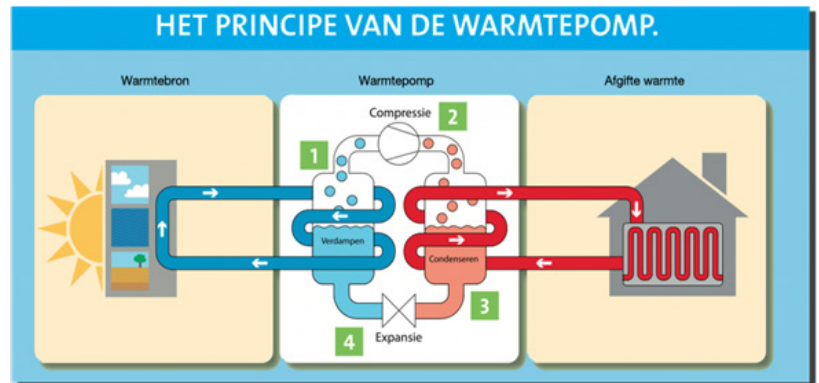 HET PRINCIPE VAN DE WARMTEPOMP.
Warmtebron
Warmtepomp
Afgifte warmte
Compressie
2
1
Verdampen
Condenseren
3
4
Expansie